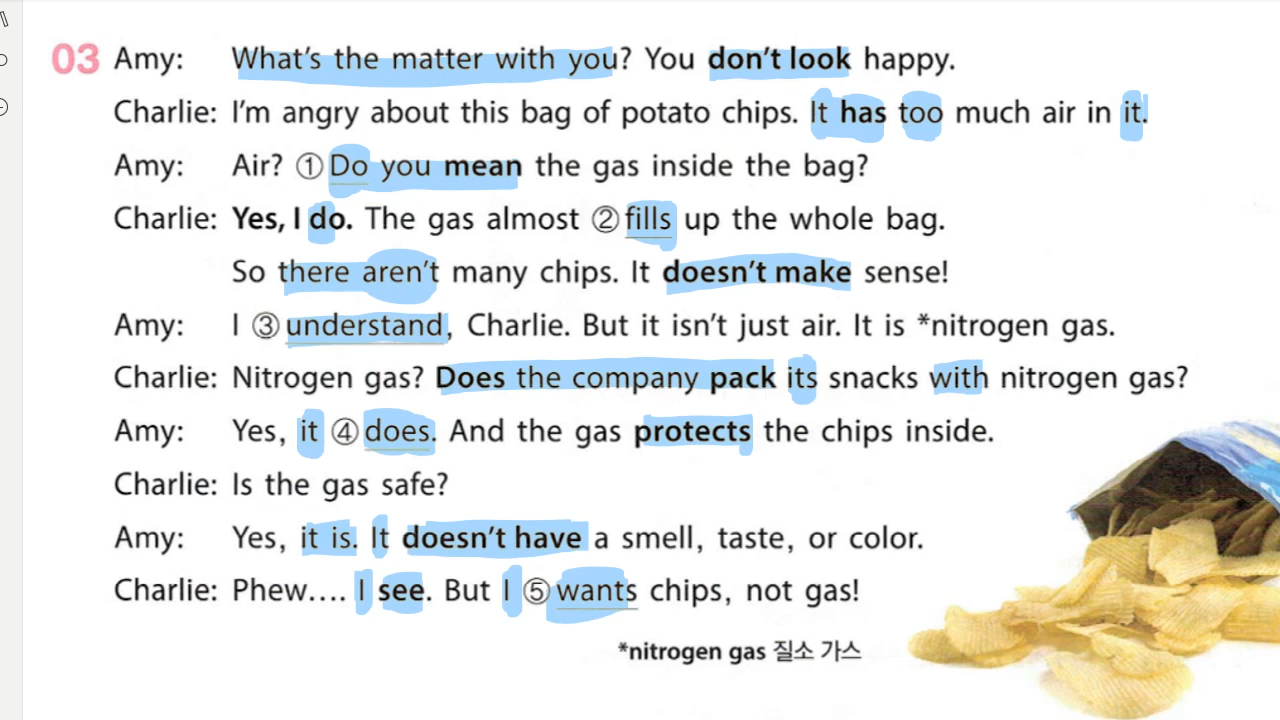 03 Amy: What's the matter with you? You don't look happy.
Charlie: I'm angry about this bag of potato chips. It has too much air in it.
Amy: Air? ① Do you mean the gas inside the bag?
Charlie: Yes, I do. The gas almost ② fills up the whole bag.
So there aren't many chips. It doesn't make sense!
Amy: I ③ understand, Charlie. But it isn't just air. It is *nitrogen gas.
Charlie: Nitrogen gas? Does the company pack its snacks with nitrogen gas?
Amy: Yes, it ④ does. And the gas protects the chips inside.
Charlie: Is the gas safe?
Amy: Yes, it is. It doesn't have a smell, taste, or color.
Charlie: Phew.... I see. But I ⑤ wants chips, not gas!
*nitrogen gas 질소 가스